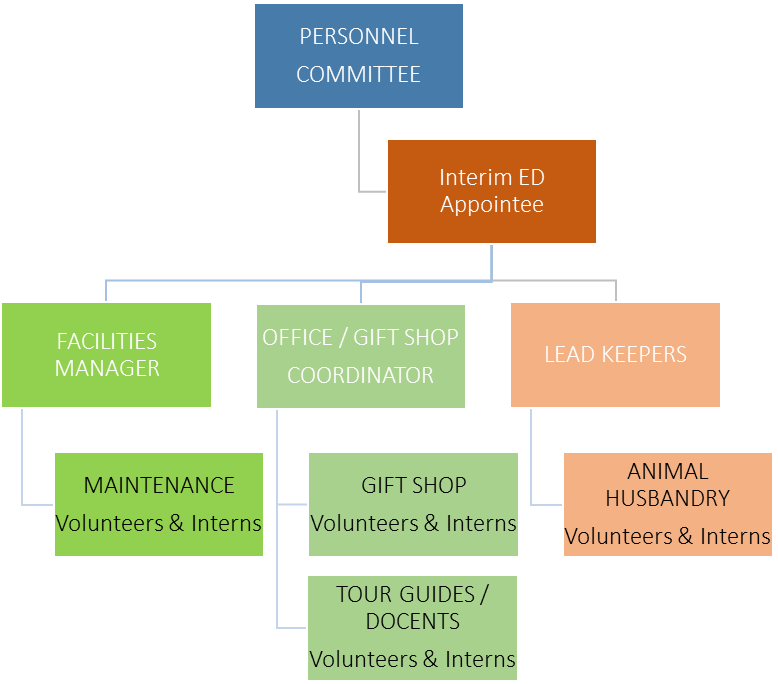 PERSONNEL
COMMITTEE
Interim ED
Appointee
FACILITIES
MANAGER
OFFICE / GIFT SHOP
COORDINATOR
LEAD KEEPERS
MAINTENANCE
Volunteers & Interns
GIFT SHOP
Volunteers & Interns
ANIMAL
HUSBANDRY
Volunteers & Interns
TOUR GUIDES /
DOCENTS
Volunteers & Interns